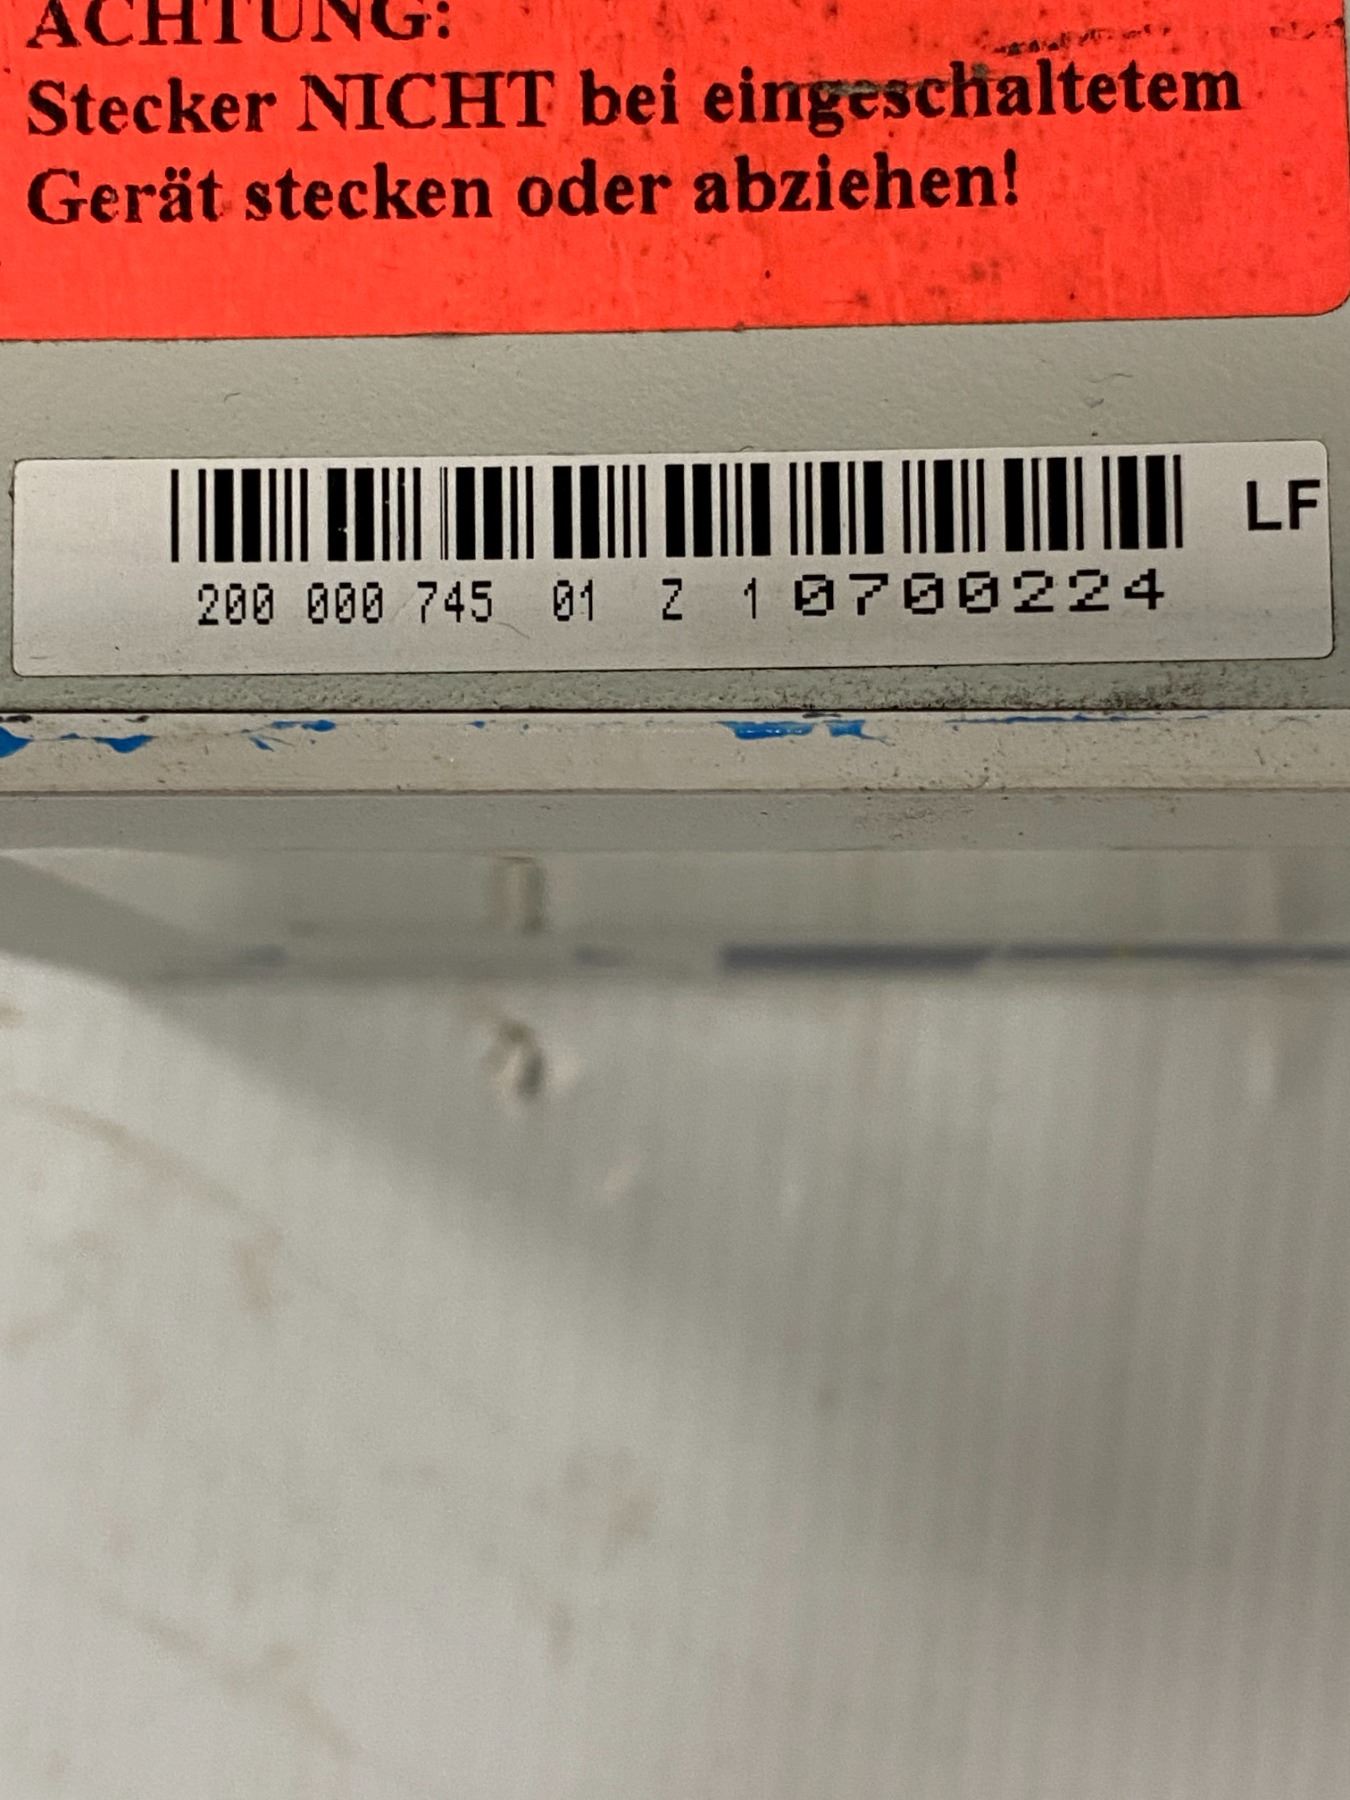 ACHTUNG:
Stecker NICHT bei eingeschaltetem
Gerät stecken oder abziehen!
LF
200 000 745 01 Z 1 0700224